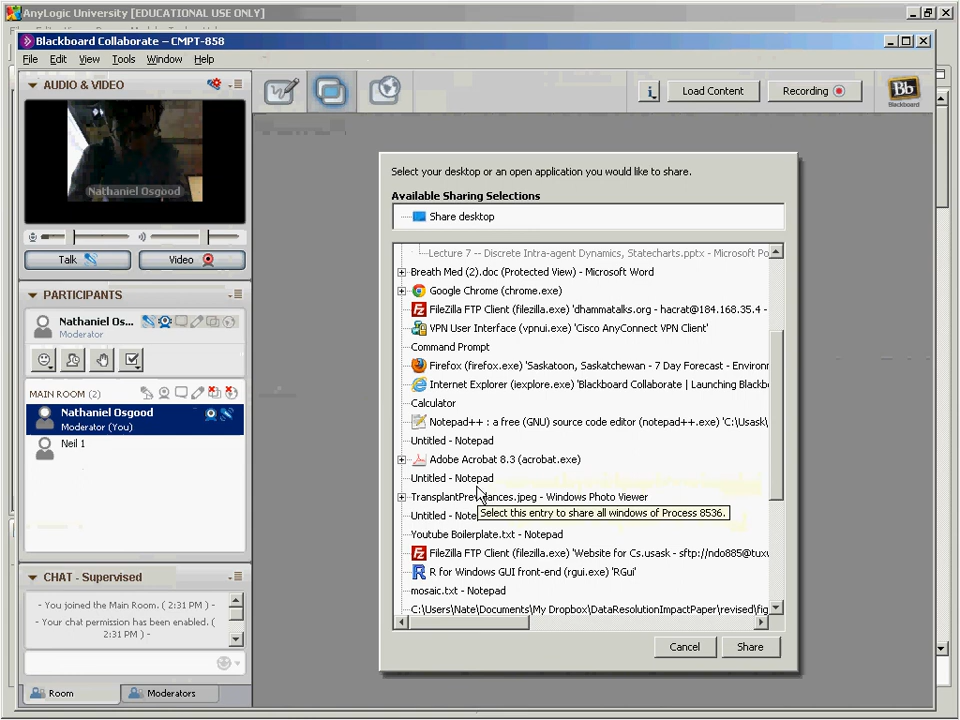 AnyLogic University [EDUCATIONAL USE ONLY]
Blackboard Collaborate – CMPT-858
File Edit View Tools Window Help
AUDIO & VIDEO
Nathaniel Osgood
Talk
Video
PARTICIPANTS
Nathaniel Os...
Moderator
MAIN ROOM (2)
Nathaniel Osgood
Moderator (You)
Neil 1
CHAT - Supervised
- You joined the Main Room. ( 2:31 PM ) -
- Your chat permission has been enabled. (
2:31 PM ) -
Room
Moderators
Load Content
Recording
Bb
Blackboard
Select your desktop or an open application you would like to share.
Available Sharing Selections
Share desktop
Lecture 7 -- Discrete Intra-agent Dynamics, Statecharts.pptx - Microsoft Po
Breath Med (2).doc (Protected View) - Microsoft Word
Google Chrome (chrome.exe)
FileZilla FTP Client (filezilla.exe) 'dhammatalks.org - hacrat@184.168.35.4 -
VPN User Interface (vpnui.exe) 'Cisco AnyConnect VPN Client'
Command Prompt
Firefox (firefox.exe) 'Saskatoon, Saskatchewan - 7 Day Forecast - Environm
Internet Explorer (iexplore.exe) 'Blackboard Collaborate | Launching Blackbo
Calculator
Notepad++ : a free (GNU) source code editor (notepad++.exe) 'C:\Usask\
Untitled - Notepad
Adobe Acrobat 8.3 (acrobat.exe)
Untitled - Notepad
TransplantPrev ances.jpeg - Windows Photo Viewer
Untitled - Note
Select this entry to share all windows of Process 8536.
Youtube Boilerplate.txt - Notepad
FileZilla FTP Client (filezilla.exe) 'Website for Cs.usask - sftp://ndo885@tuxw
R for Windows GUI front-end (rgui.exe) 'RGui'
mosaic.txt - Notepad
C:\Users\Nate\Documents\My Dropbox\DataResolutionImpactPaper\revised\fig
Cancel
Share